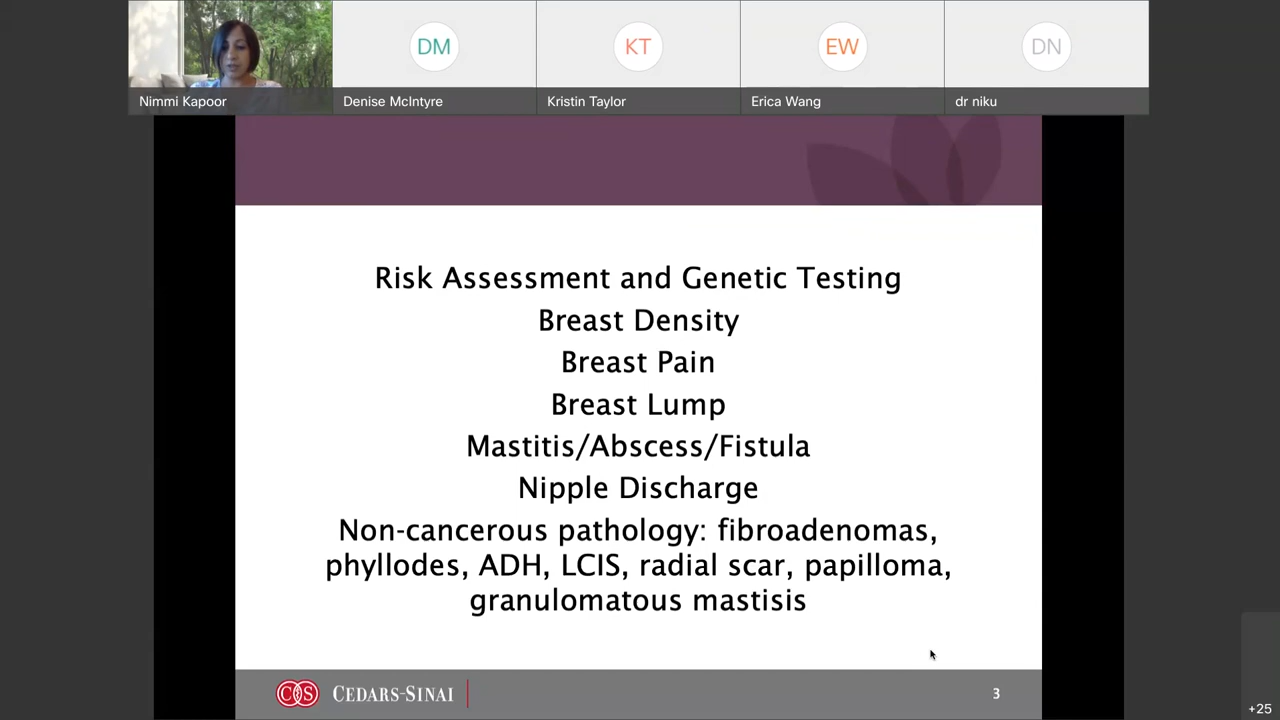 DM
KT
EW
DN
Nimmi Kapoor
Denise McIntyre
Kristin Taylor
Erica Wang
dr niku
Risk Assessment and Genetic Testing
Breast Density
Breast Pain
Breast Lump
Mastitis/Abscess/Fistula
Nipple Discharge
Non-cancerous pathology: fibroadenomas,
phyllodes, ADH, LCIS, radial scar, papilloma,
granulomatous mastisis
CS CEDARS-SINAI
3
+25